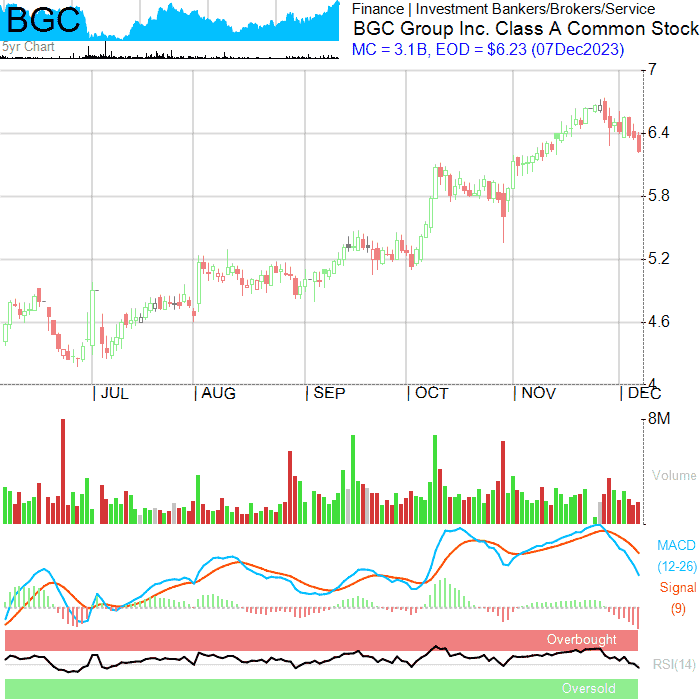 BGC
5yr Chart
Finance | Investment Bankers/Brokers/Service
BGC Group Inc. Class A Common Stock
MC = 3.1B, EOD = $6.23 (07Dec2023)
7
6.4
5.8
5.2
4.6
4
JUL AUG SEP OCT NOV DEC
8M
Volume
MACD
(12-26)
Signal
(9)
Overbought
RSI(14)
Oversold